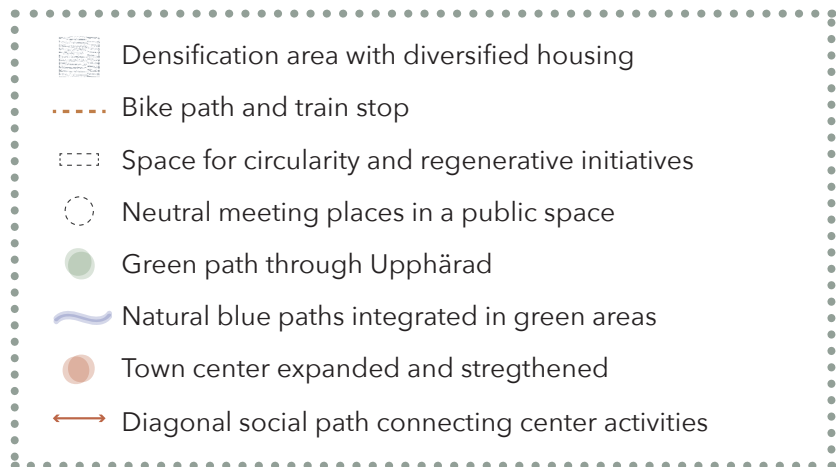 Densification area with diversified housing
Bike path and train stop
Space for circularity and regenerative initiatives
Neutral meeting places in a public space
Green path through Upphärad
Natural blue paths integrated in green areas
Town center expanded and stregthened
Diagonal social path connecting center activities